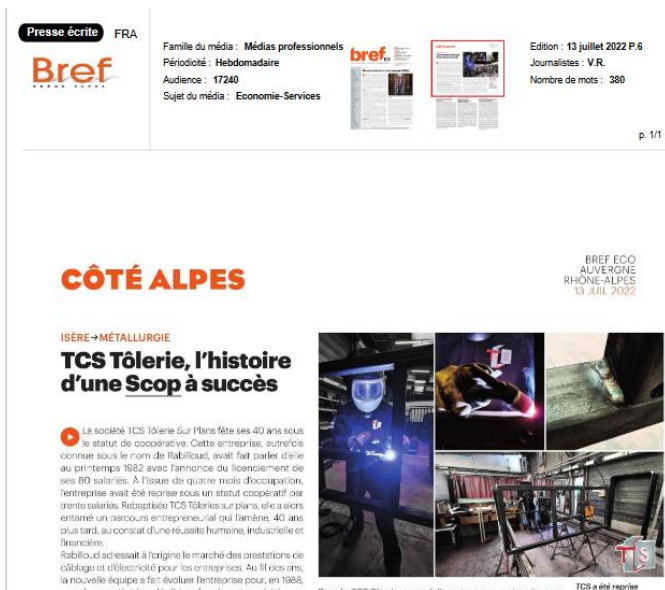 Presse écrite FRA
Bref
RHÔNE ALPES
Famille du média : Médias professionnels
Périodicité : Hebdomadaire
Audience : 17240
Sujet du média : Economie-Services
bref
Edition : 13 juillet 2022 P.6
Journalistes : V.R.
Nombre de mots : 380
p. 1/1
CÔTÉ ALPES
BREF ECO
AUVERGNE
RHÔNE-ALPES
13 JUIL 2022
ISÈRE→MÉTALLURGIE
TCS Tôlerie, l'histoire
d'une Scop à succès
La société TCS Tôlerie Sur Plans fête ses 40 ans sous
le statut de coopérative. Cette entreprise, autrefois
connue sous le nom de Rabilloud, avait fait parler d'elle
au printemps 1982 avec l'annonce du licenciement de
ses 80 salariés. À l'issue de quatre mois d'occupation,
l'entreprise avait été reprise sous un statut coopératif par
trente salariés. Rebaptisée TCS Tôleries sur plans, elle a alors
entamé un parcours entrepreneurial qui l'amène, 40 ans
plus tard, au constat d'une réussite humaine, industrielle et
financière.
Rabilloud adressait à l'origine le marché des prestations de
câblage et d'électricité pour les entreprises. Au fil des ans,
la nouvelle équipe a fait évoluer l'entreprise pour, en 1988,
TCS
TCS a été reprise